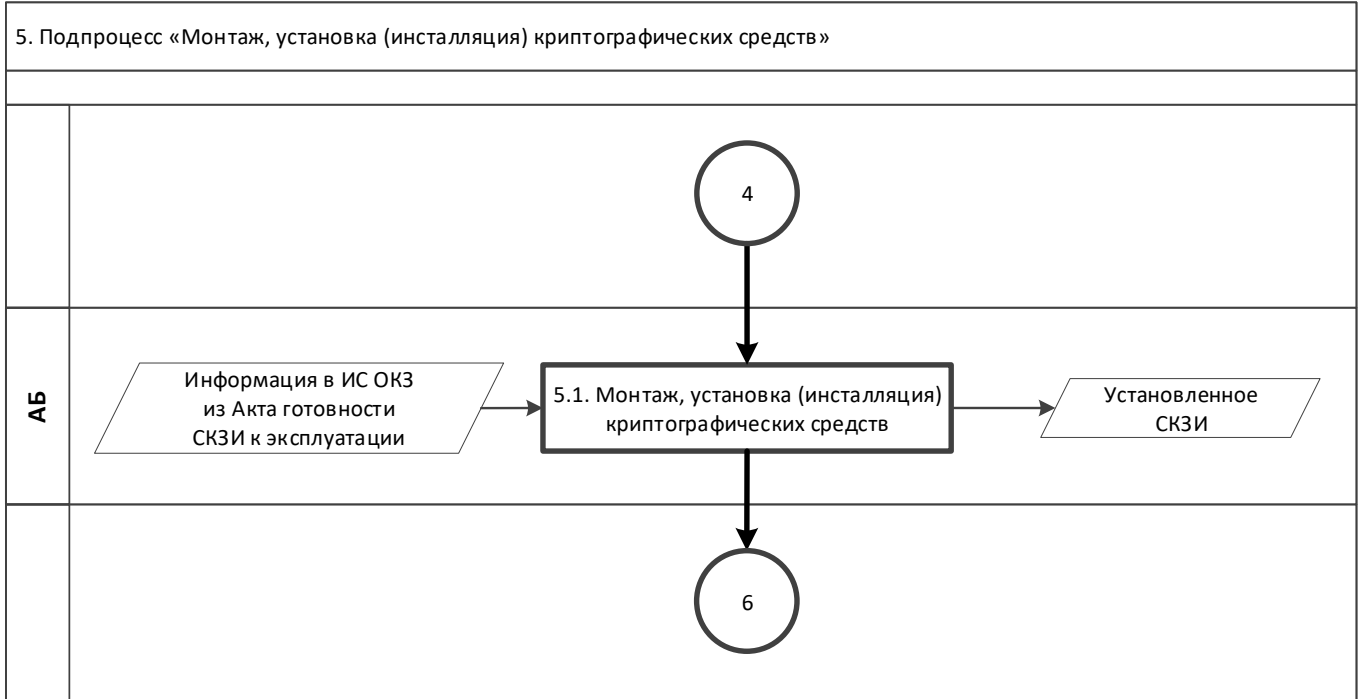 5. Подпроцесс «Монтаж, установка (инсталляция) криптографических средств»
4
АБ
Информация в ИС ОКЗ
из Акта готовности
СКЗИ к эксплуатации
5.1. Монтаж, установка (инсталляция)
криптографических средств
Установленное
СКЗИ
6